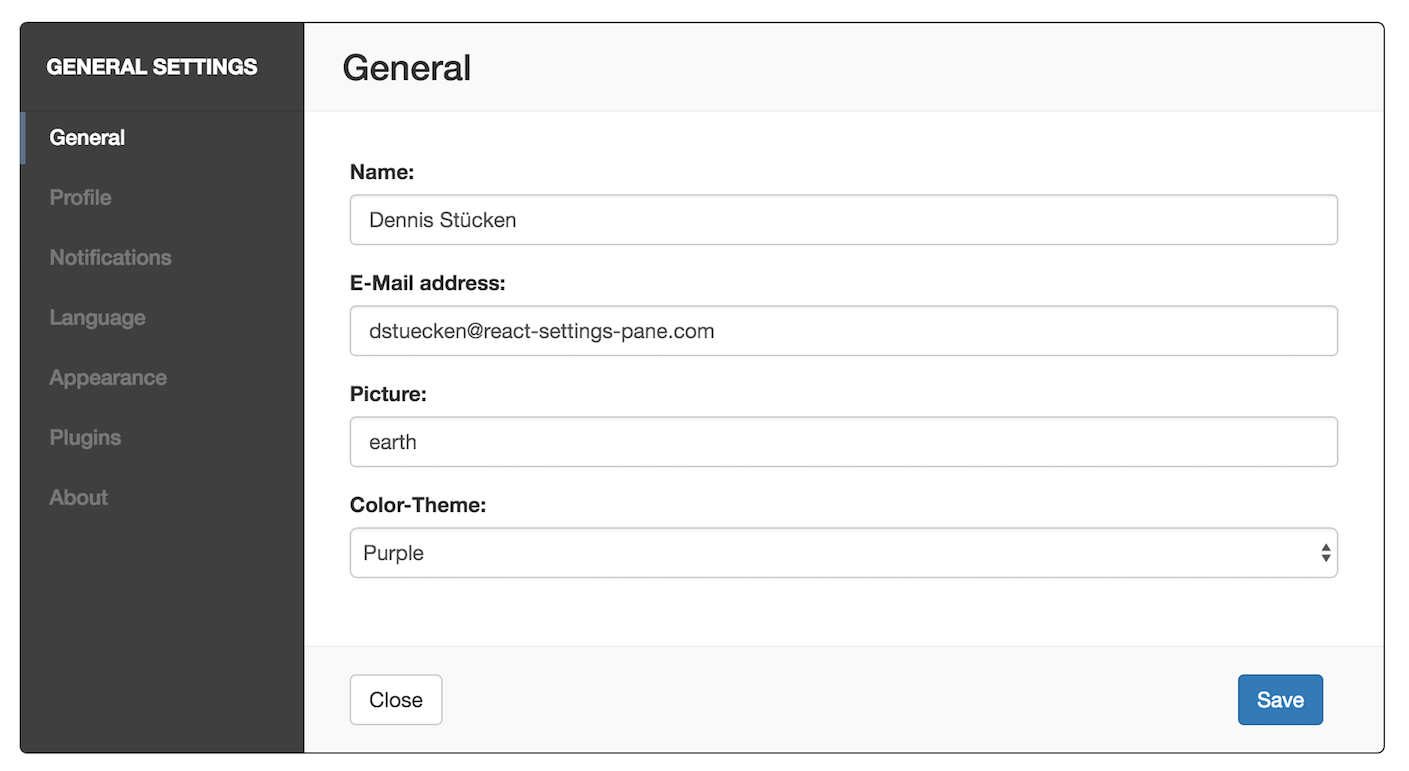 GENERAL SETTINGS
General
Profile
Notifications
Language
Appearance
Plugins
About
General
Name:
Dennis Stücken
E-Mail address:
dstuecken@react-settings-pane.com
Picture:
earth
Color-Theme:
Purple
Close
Save